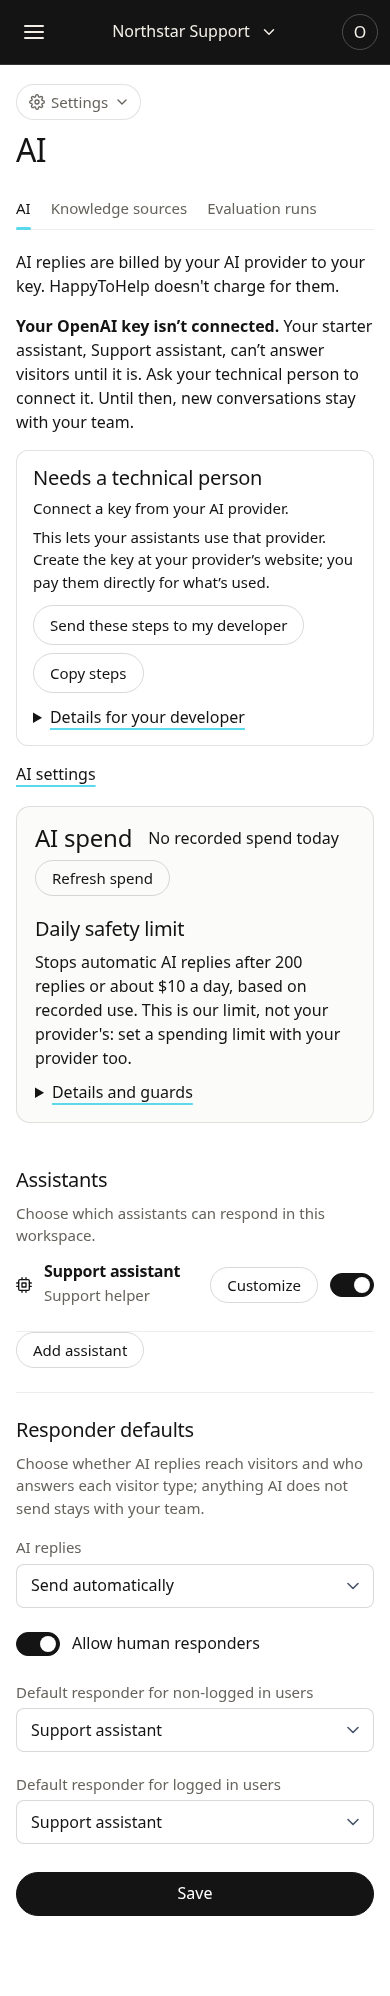 Northstar Support
O
Settings
AI
AI Knowledge sources Evaluation runs
AI replies are billed by your AI provider to your
key. HappyToHelp doesn't charge for them.
Your OpenAI key isn’t connected. Your starter
assistant, Support assistant, can’t answer
visitors until it is. Ask your technical person to
connect it. Until then, new conversations stay
with your team.
Needs a technical person
Connect a key from your AI provider.
This lets your assistants use that provider.
Create the key at your provider’s website; you
pay them directly for what’s used.
Send these steps to my developer
Copy steps
Details for your developer
AI settings
AI spend No recorded spend today
Refresh spend
Daily safety limit
Stops automatic AI replies after 200
replies or about $10 a day, based on
recorded use. This is our limit, not your
provider's: set a spending limit with your
provider too.
Details and guards
Assistants
Choose which assistants can respond in this
workspace.
Support assistant
Support helper
Customize
Add assistant
Responder defaults
Choose whether AI replies reach visitors and who
answers each visitor type; anything AI does not
send stays with your team.
AI replies
Send automatically
Allow human responders
Default responder for non-logged in users
Support assistant
Default responder for logged in users
Support assistant
Save